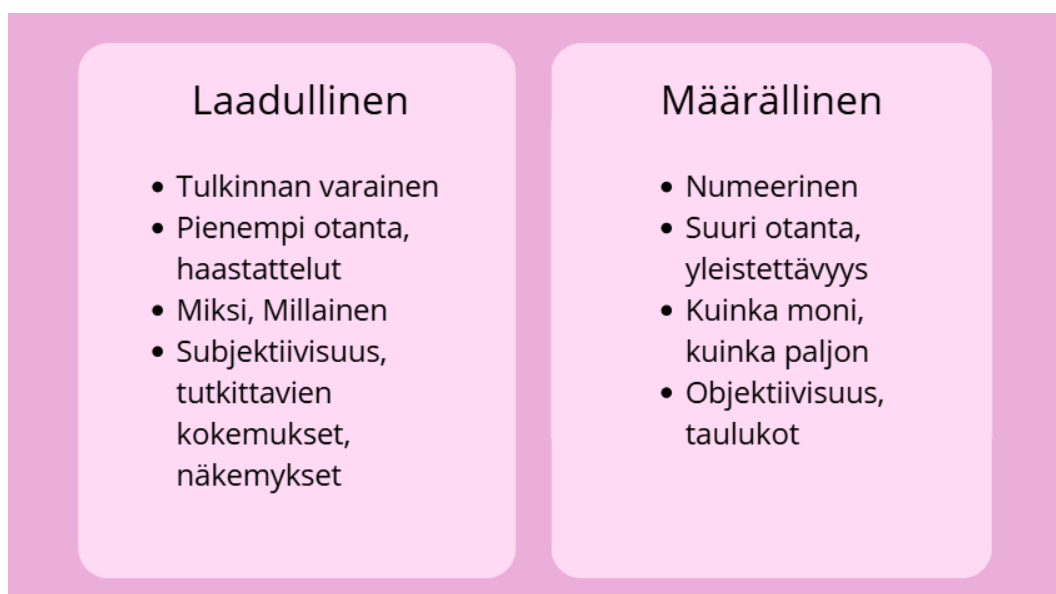 Laadullinen
• Tulkinnan varainen
• Pienempi otanta,
haastattelut
• Miksi, Millainen
• Subjektiivisuus,
tutkittavien
kokemukset,
näkemykset
Määrällinen
• Numeerinen
• Suuri otanta,
yleistettävyys
• Kuinka moni,
kuinka paljon
• Objektiivisuus,
taulukot